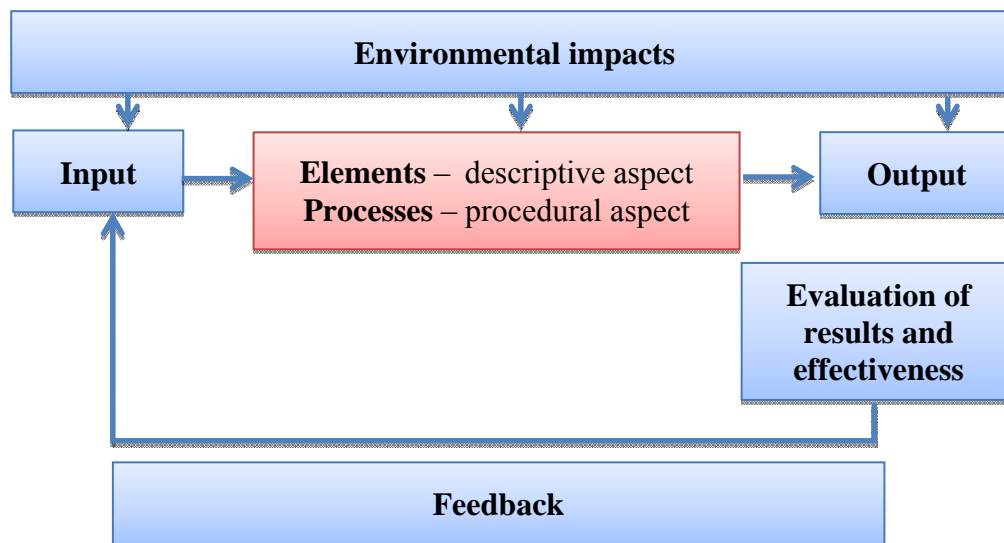 Environmental impacts
Input
Elements – descriptive aspect
Processes – procedural aspect
Output
Evaluation of
results and
effectiveness
Feedback